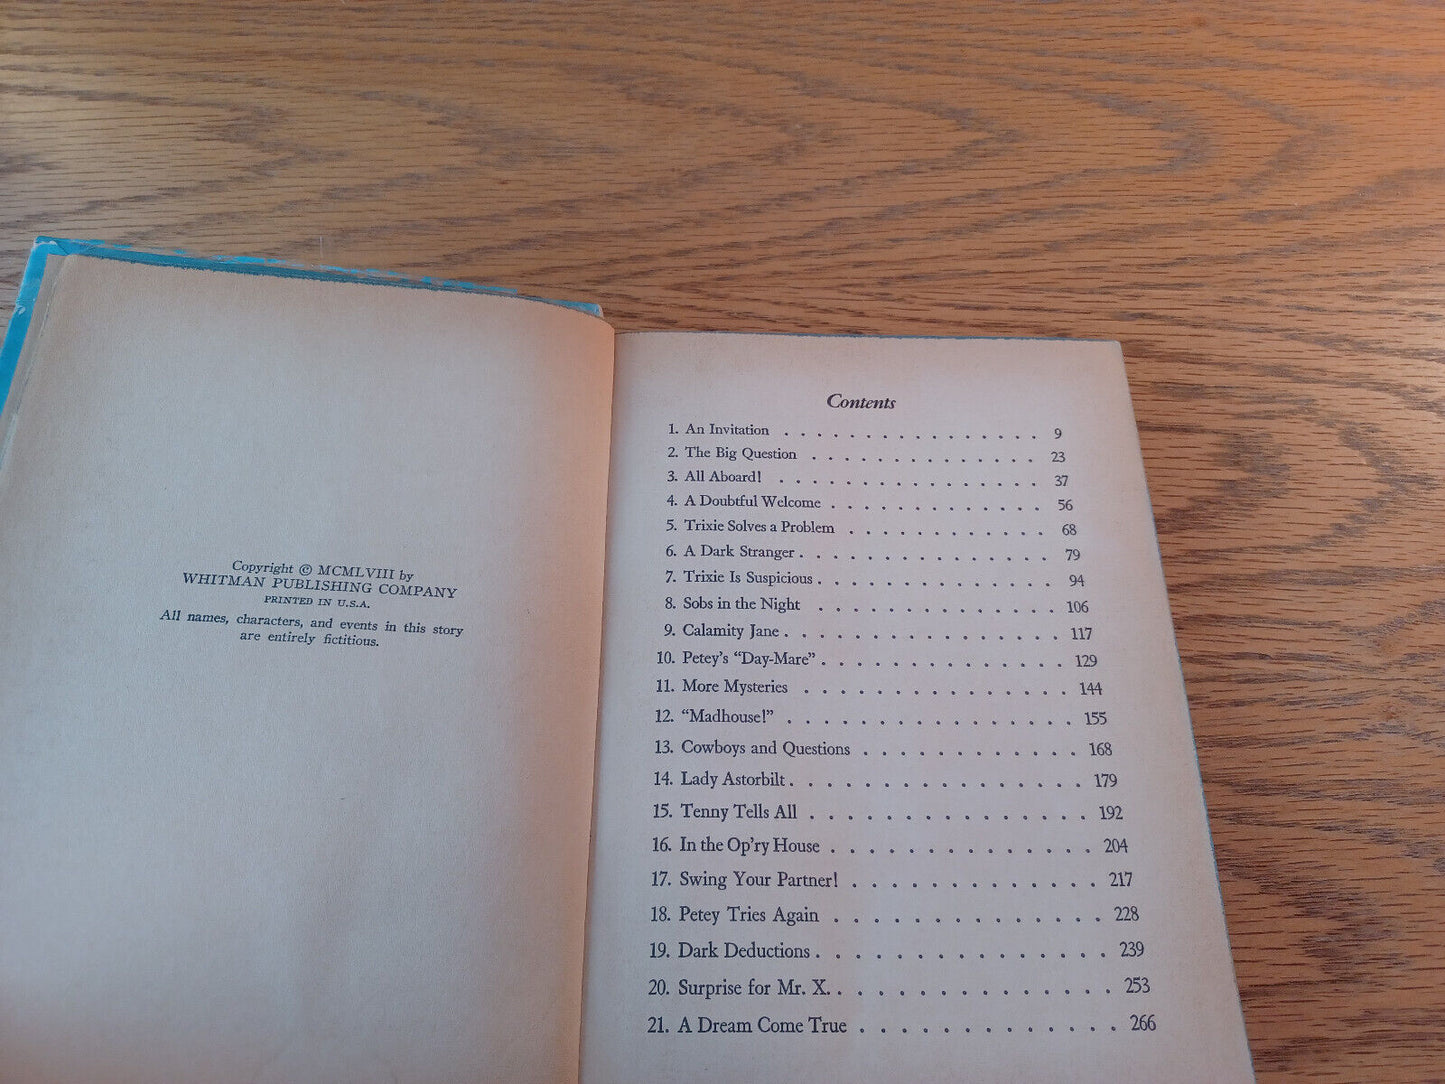 Copyright © MCMLVIII by
WHITMAN PUBLISHING COMPANY
PRINTED IN U.S.A.
All names, characters, and events in this story
are entirely fictitious.
Contents
1. An Invitation . . . . . . . . . . . . . . . . 9
2. The Big Question . . . . . . . . . . . . . . 23
3. All Aboard! . . . . . . . . . . . . . . . . 37
4. A Doubtful Welcome . . . . . . . . . . . . . 56
5. Trixie Solves a Problem . . . . . . . . . . . 68
6. A Dark Stranger . . . . . . . . . . . . . . . 79
7. Trixie Is Suspicious . . . . . . . . . . . . . 94
8. Sobs in the Night . . . . . . . . . . . . . . 106
9. Calamity Jane . . . . . . . . . . . . . . . . 117
10. Petey's “Day-Mare” . . . . . . . . . . . . . 129
11. More Mysteries . . . . . . . . . . . . . . . 144
12. “Madhouse!” . . . . . . . . . . . . . . . . 155
13. Cowboys and Questions . . . . . . . . . . . 168
14. Lady Astorbilt . . . . . . . . . . . . . . . 179
15. Tenny Tells All . . . . . . . . . . . . . . 192
16. In the Op'ry House . . . . . . . . . . . . . 204
17. Swing Your Partner! . . . . . . . . . . . . 217
18. Petey Tries Again . . . . . . . . . . . . . 228
19. Dark Deductions . . . . . . . . . . . . . . 239
20. Surprise for Mr. X. . . . . . . . . . . . . 253
21. A Dream Come True . . . . . . . . . . . . 266